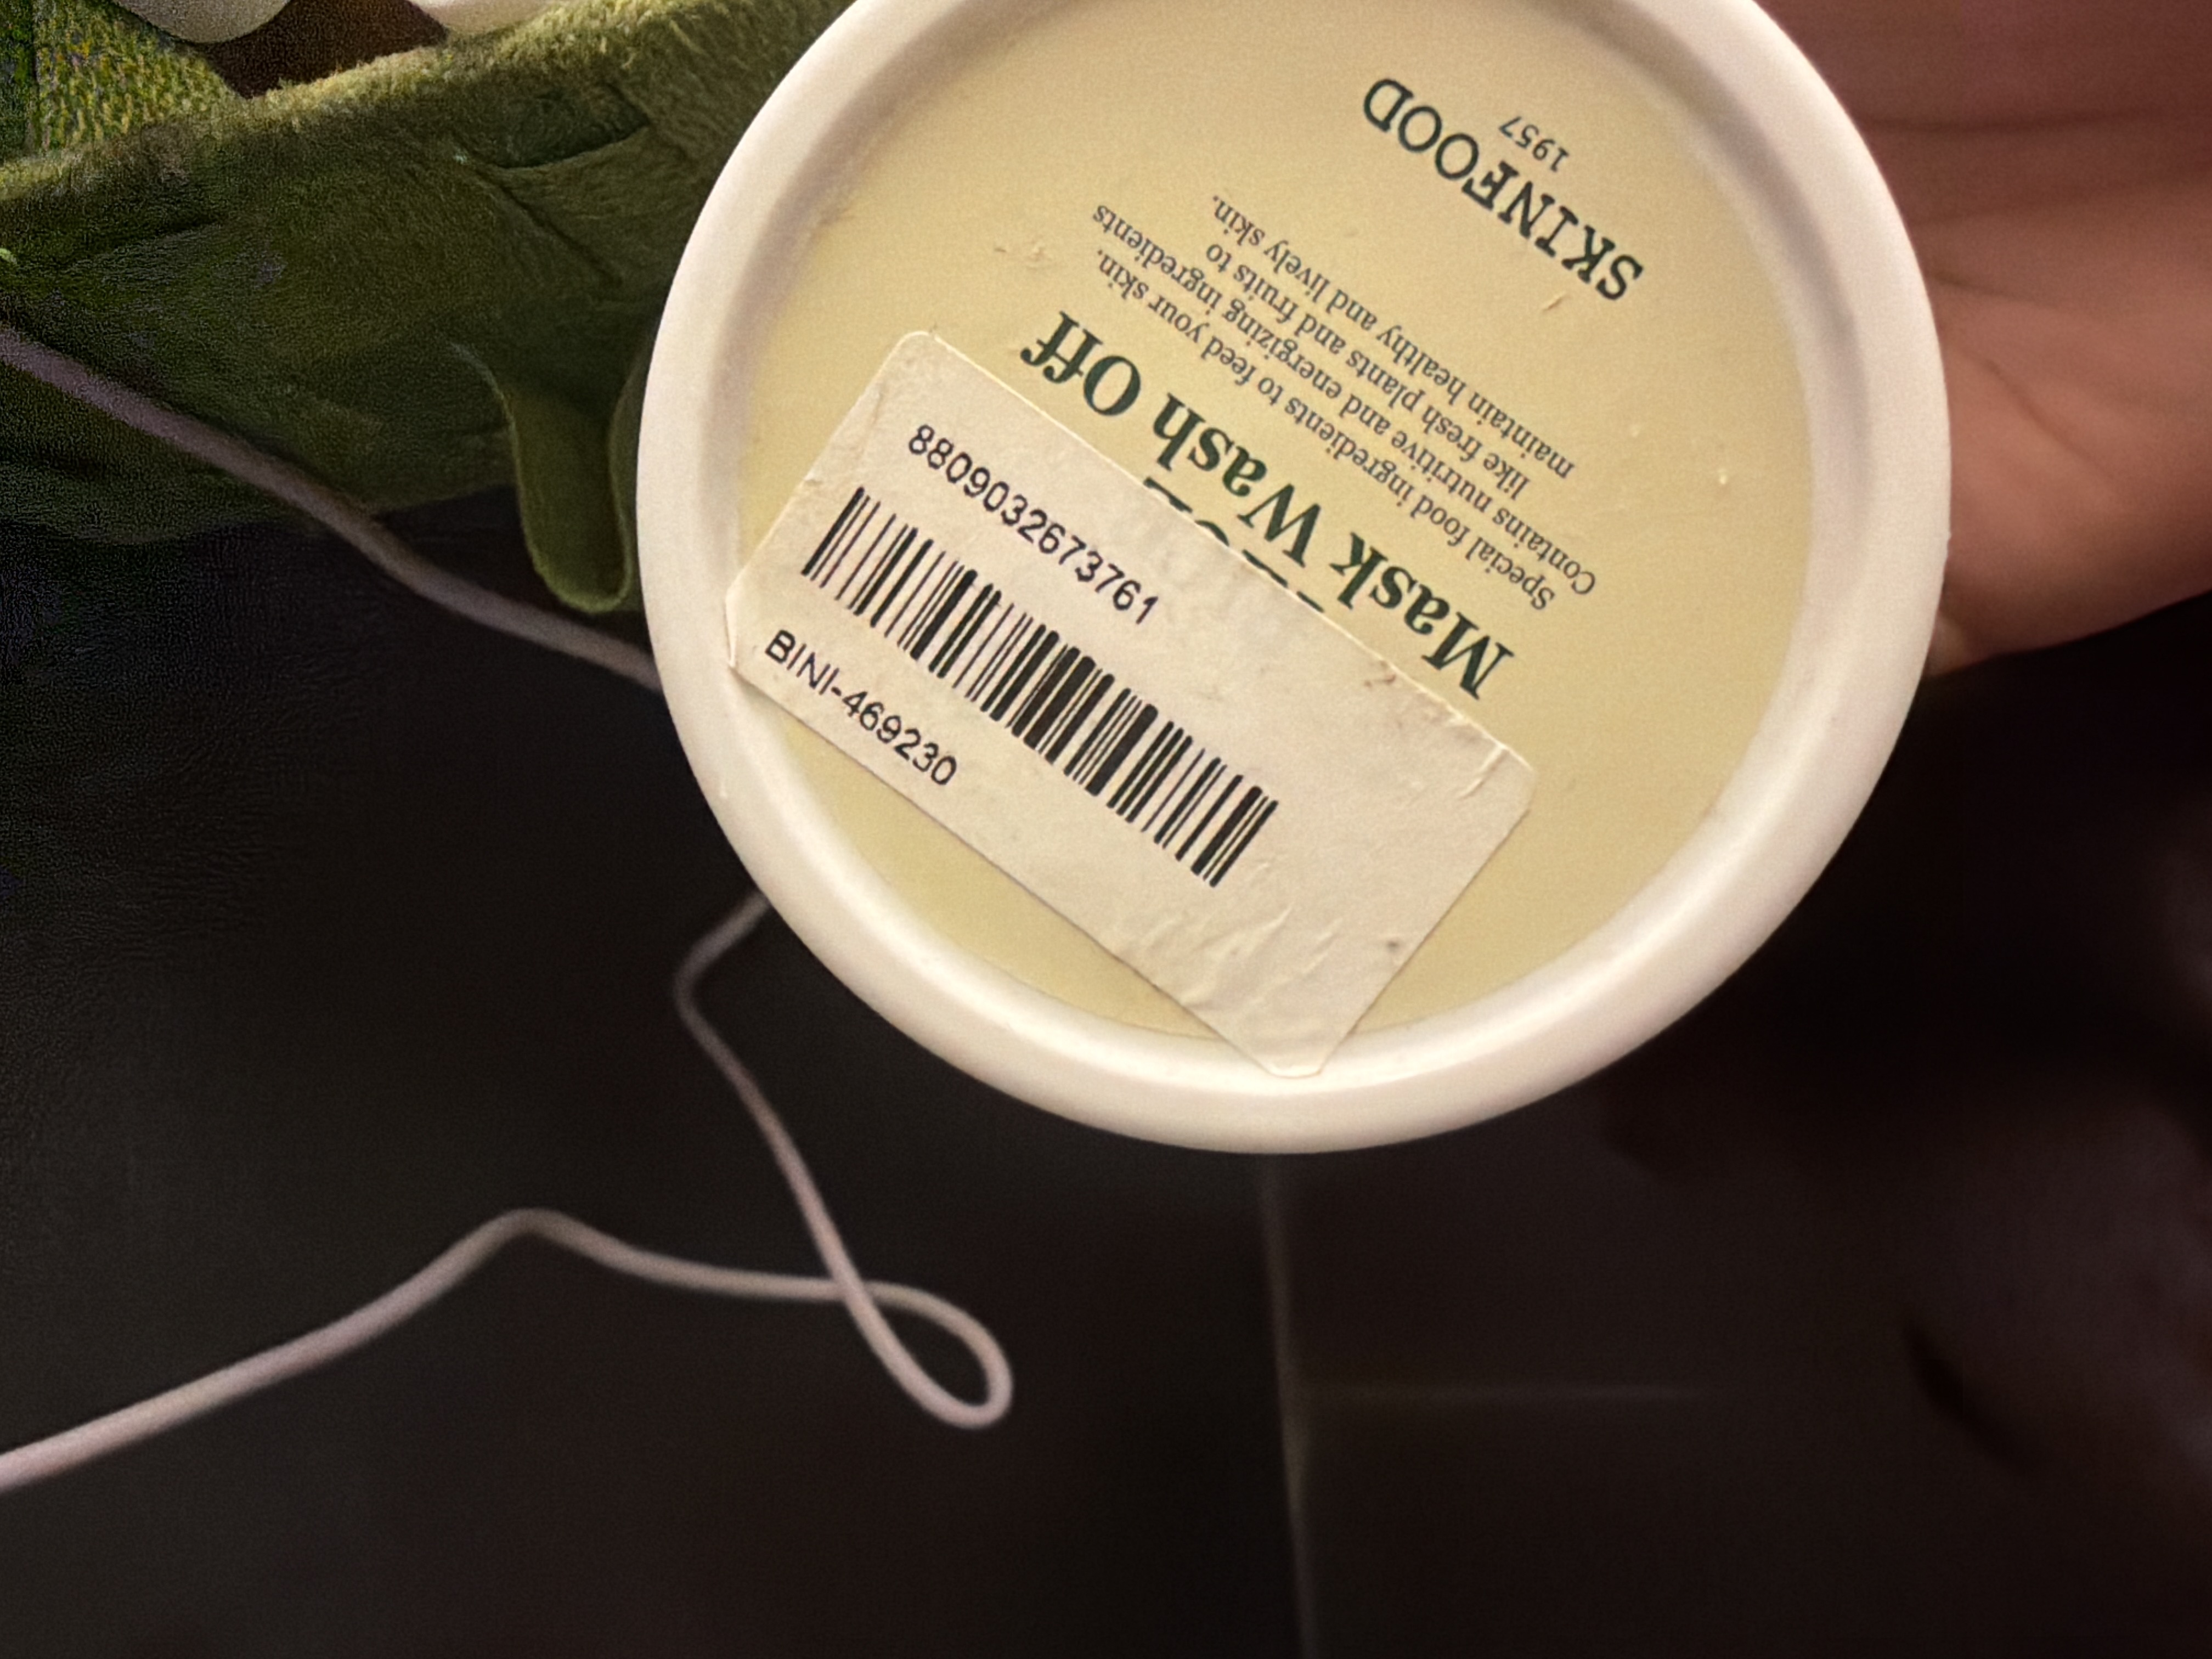 SKINFOOD
1957
maintain healthy and lively skin.
like fresh plants and fruits to
Contains nutritive and energizing ingredients
Special food ingredients to feed your skin.
Mask Wash Off
8809032673761
BINI-469230